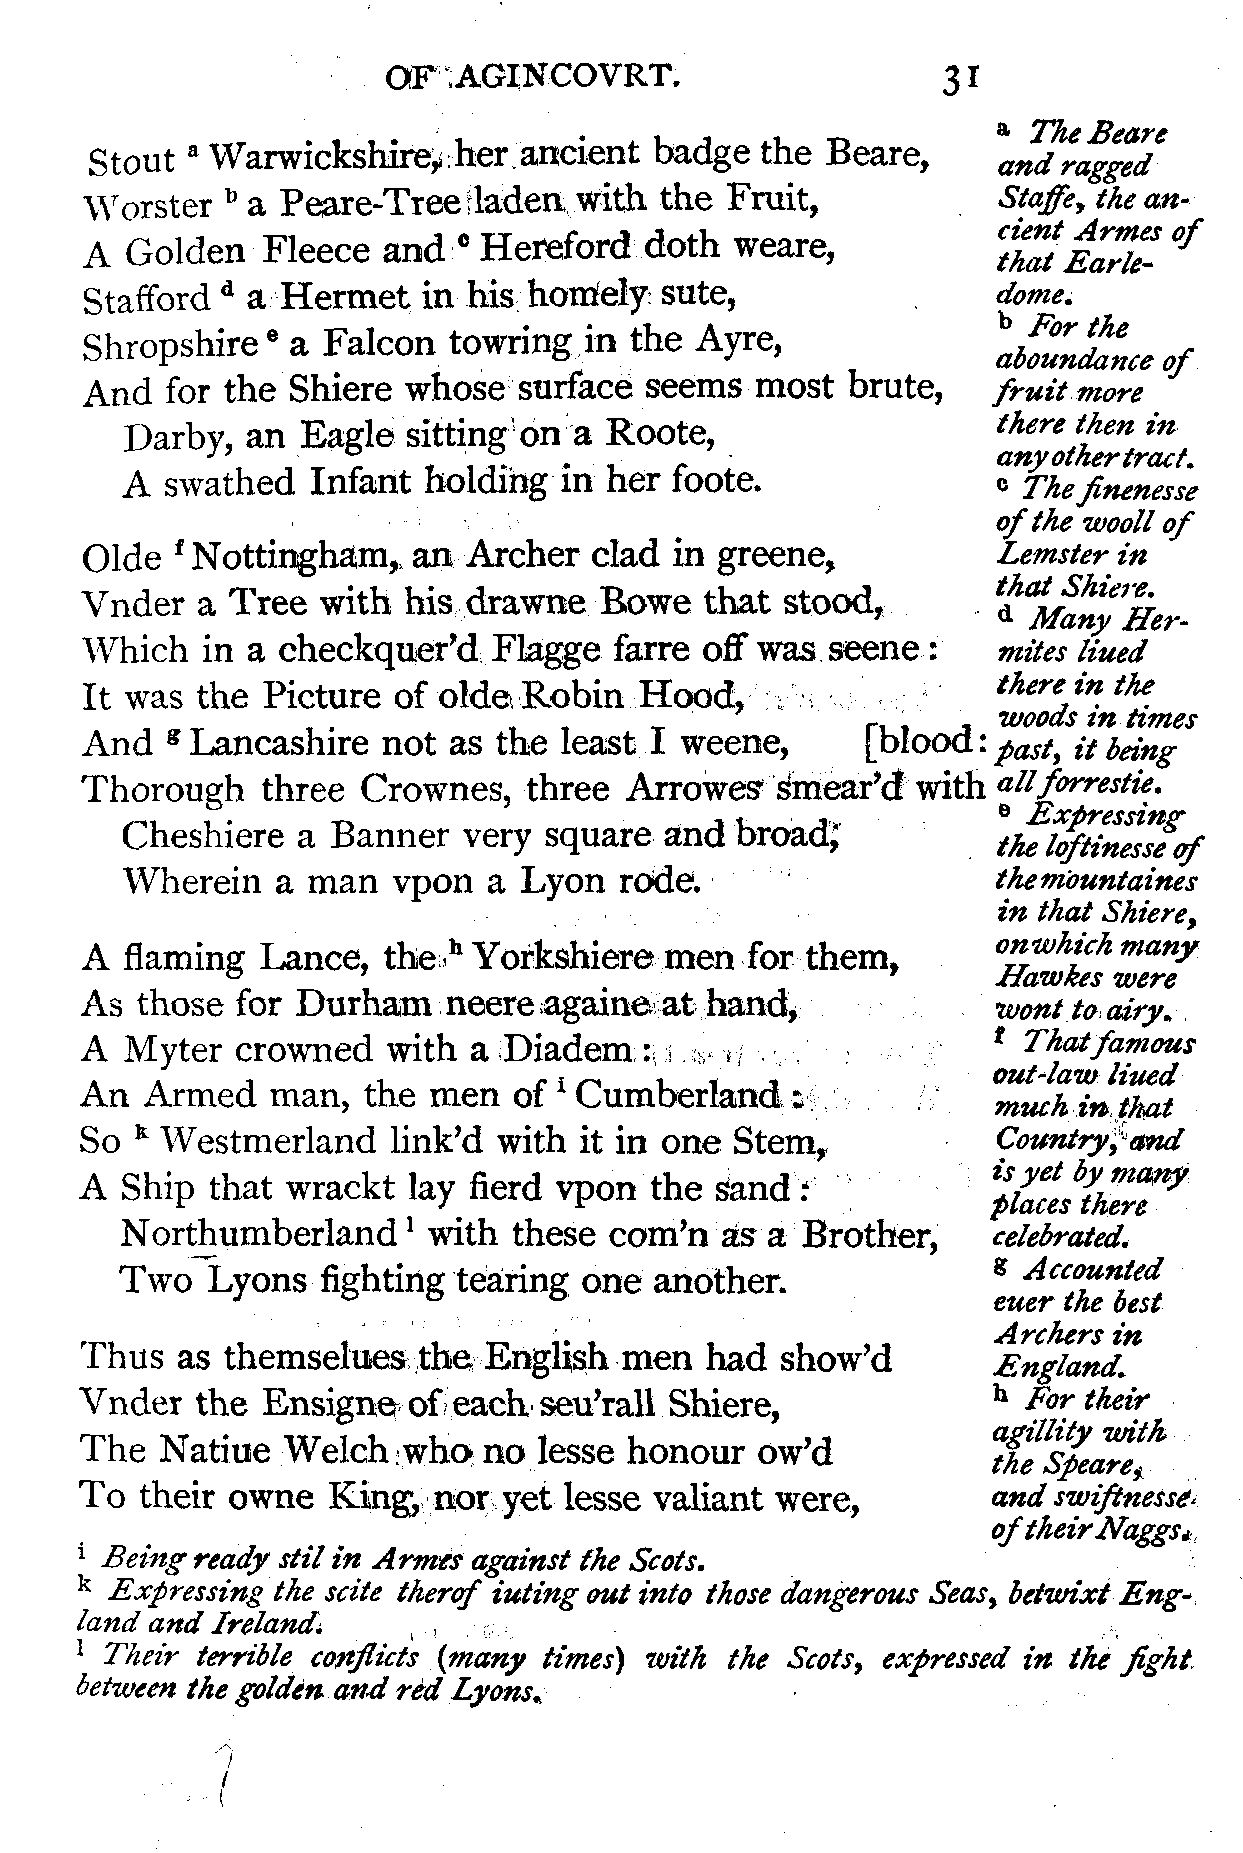 OF AGINCOVRT. 31
Stout a Warwickshire, her ancient badge the Beare,
Worster b a Peare-Tree laden with the Fruit,
A Golden Fleece and c Hereford doth weare,
Stafford d a Hermet in his homely sute,
Shropshire e a Falcon towring in the Ayre,
And for the Shiere whose surface seems most brute,
Darby, an Eagle sitting on a Roote,
A swathed Infant holding in her foote.
Olde f Nottingham, an Archer clad in greene,
Vnder a Tree with his drawne Bowe that stood,
Which in a checkquer'd Flagge farre off was seene:
It was the Picture of olde Robin Hood,
And g Lancashire not as the least I weene, [blood:
Thorough three Crownes, three Arrowes smear'd with
Cheshiere a Banner very square and broad;
Wherein a man vpon a Lyon rode.
A flaming Lance, the h Yorkshiere men for them,
As those for Durham neere againe at hand,
A Myter crowned with a Diadem:
An Armed man, the men of i Cumberland:
So k Westmerland link'd with it in one Stem,
A Ship that wrackt lay fierd vpon the sand:
Northumberland l with these com'n as a Brother,
Two Lyons fighting tearing one another.
Thus as themselues the English men had show'd
Vnder the Ensigne of each seu'rall Shiere,
The Natiue Welch who no lesse honour ow'd
To their owne King, nor yet lesse valiant were,
a The Beare
and ragged
Staffe, the an-
cient Armes of
that Earle-
dome.
b For the
aboundance of
fruit more
there then in
any other tract.
c The finenesse
of the wooll of
Lemster in
that Shiere.
d Many Her-
mites liued
there in the
woods in times
past, it being
all forrestie.
e Expressing
the loftinesse of
the mountaines
in that Shiere,
on which many
Hawkes were
wont to airy.
f That famous
out-law liued
much in that
Country, and
is yet by many
places there
celebrated.
g Accounted
euer the best
Archers in
England.
h For their
agillity with
the Speare,
and swiftnesse
of their Naggs.
i Being ready stil in Armes against the Scots.
k Expressing the scite therof iuting out into those dangerous Seas, betwixt Eng-
land and Ireland.
l Their terrible conflicts (many times) with the Scots, expressed in the fight
between the golden and red Lyons.